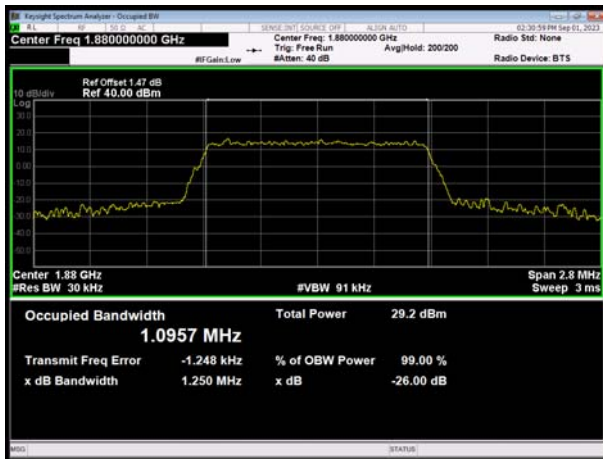 Keysight Spectrum Analyzer - Occupied BW
RL RF 50 Ω AC SENSE:INT SOURCE OFF ALIGN AUTO 02:30:59 PM Sep 01, 2023
Center Freq 1.880000000 GHz Center Freq: 1.880000000 GHz Radio Std: None
Trig: Free Run Avg|Hold: 200/200
#IFGain:Low #Atten: 40 dB Radio Device: BTS
Ref Offset 1.47 dB
10 dB/div Ref 40.00 dBm
Log
30.0
20.0
10.0
0.00
-10.0
-20.0
-30.0
-40.0
-50.0
Center 1.88 GHz Span 2.8 MHz
#Res BW 30 kHz #VBW 91 kHz Sweep 3 ms
Occupied Bandwidth Total Power 29.2 dBm
1.0957 MHz
Transmit Freq Error -1.248 kHz % of OBW Power 99.00 %
x dB Bandwidth 1.250 MHz x dB -26.00 dB
MSG STATUS